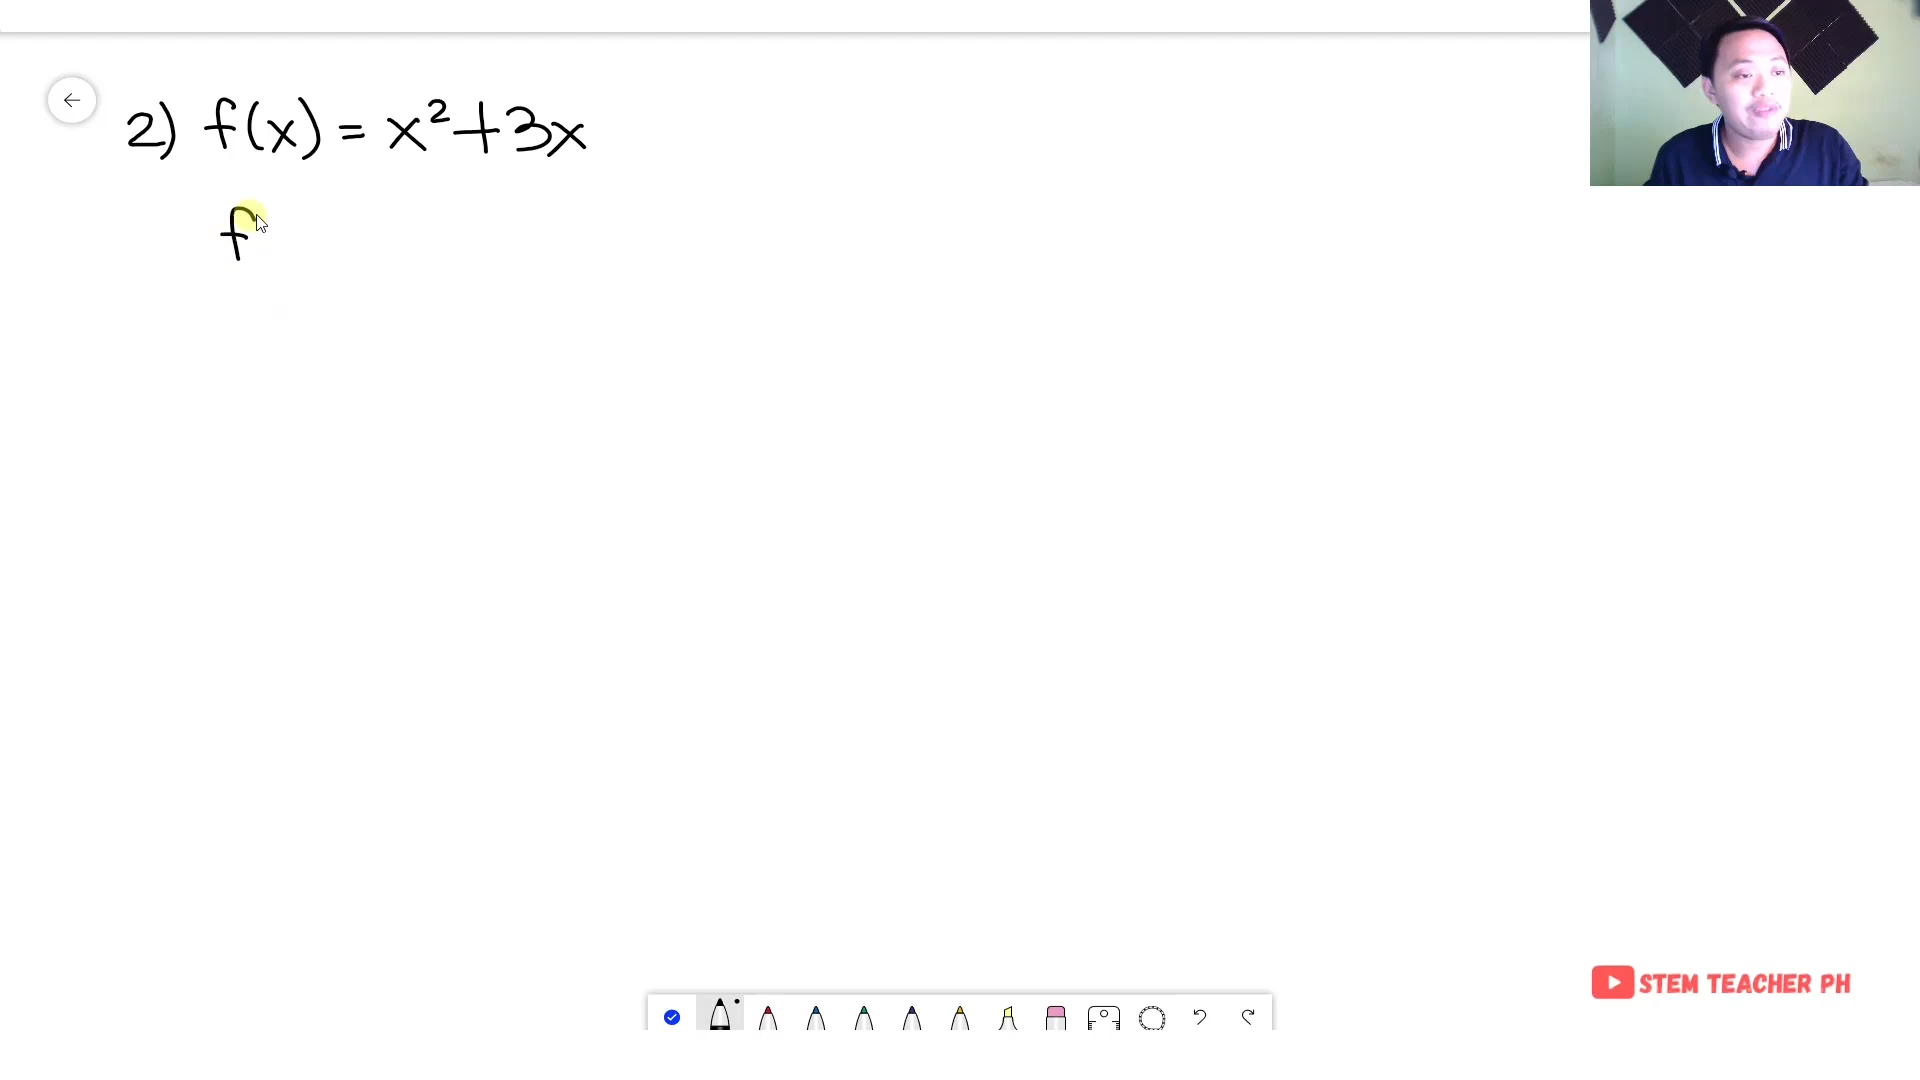 2) f(x) = x²+3x
f
STEM TEACHER PH